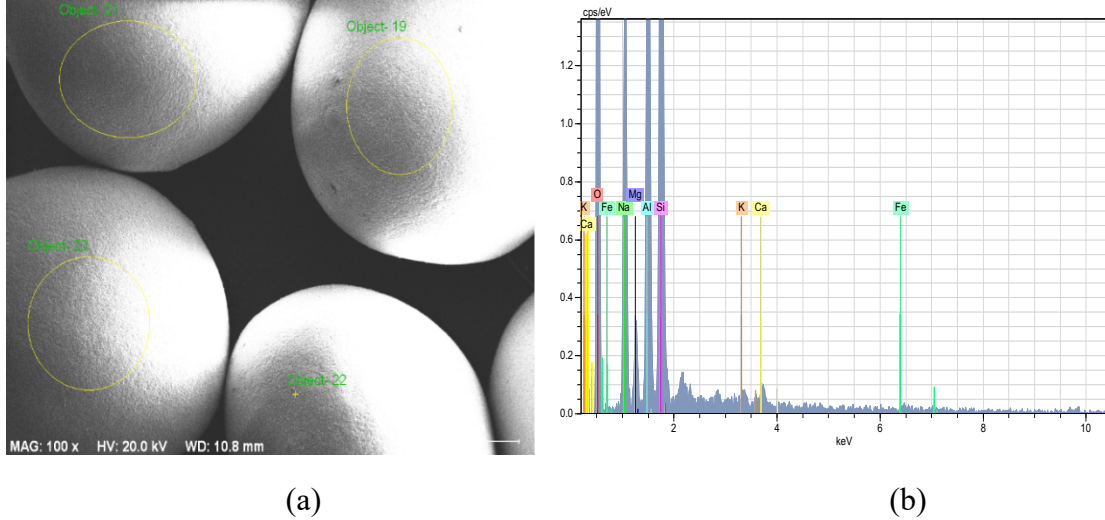 Object- 21
Object- 19
Object- 23
Object- 22
MAG: 100 x HV: 20.0 kV WD: 10.8 mm
(a)
cps/eV
1.2
1.0
0.8
0.6
0.4
0.2
0.0
O Mg
K Fe Na Al Si K Ca Fe
Ca
2 4 6 8 10
keV
(b)